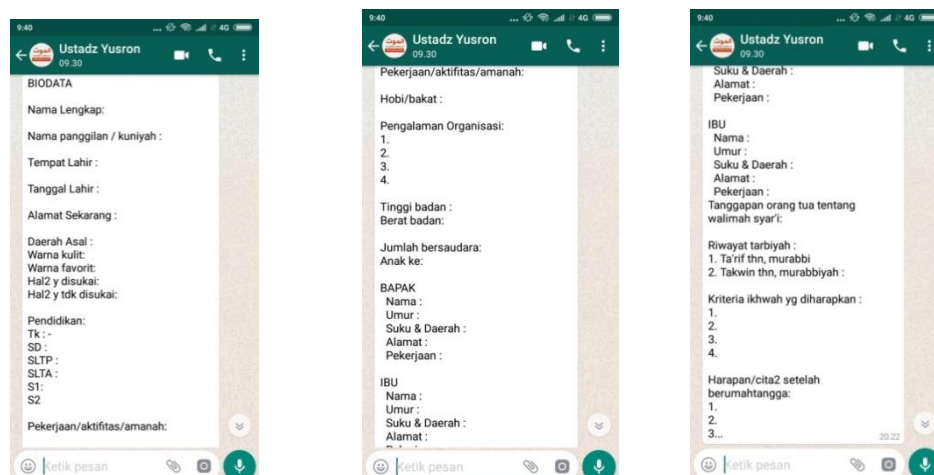 9:40
... 4G
Ustadz Yusron
09.30
BIODATA
Nama Lengkap:
Nama panggilan / kuniyah :
Tempat Lahir :
Tanggal Lahir :
Alamat Sekarang :
Daerah Asal :
Warna kulit:
Warna favorit:
Hal2 y disukai:
Hal2 y tdk disukai:
Pendidikan:
Tk : -
SD :
SLTP :
SLTA :
S1:
S2
Pekerjaan/aktifitas/amanah:
Ketik pesan
9:40
... 4G
Ustadz Yusron
09.30
Pekerjaan/aktifitas/amanah:
Hobi/bakat :
Pengalaman Organisasi:
1.
2.
3.
4.
Tinggi badan :
Berat badan:
Jumlah bersaudara:
Anak ke:
BAPAK
Nama :
Umur :
Suku & Daerah :
Alamat :
Pekerjaan :
IBU
Nama :
Umur :
Suku & Daerah :
Alamat :
Ketik pesan
9:40
... 4G
Ustadz Yusron
09.30
Suku & Daerah :
Alamat :
Pekerjaan :
IBU
Nama :
Umur :
Suku & Daerah :
Alamat :
Pekerjaan :
Tanggapan orang tua tentang
walimah syar'i:
Riwayat tarbiyah :
1. Ta'rif thn, murabbi
2. Takwin thn, murabbiyah :
Kriteria ikhwah yg diharapkan :
1.
2.
3.
4.
Harapan/cita2 setelah
berumahtangga:
1.
2.
3...
20.22
Ketik pesan